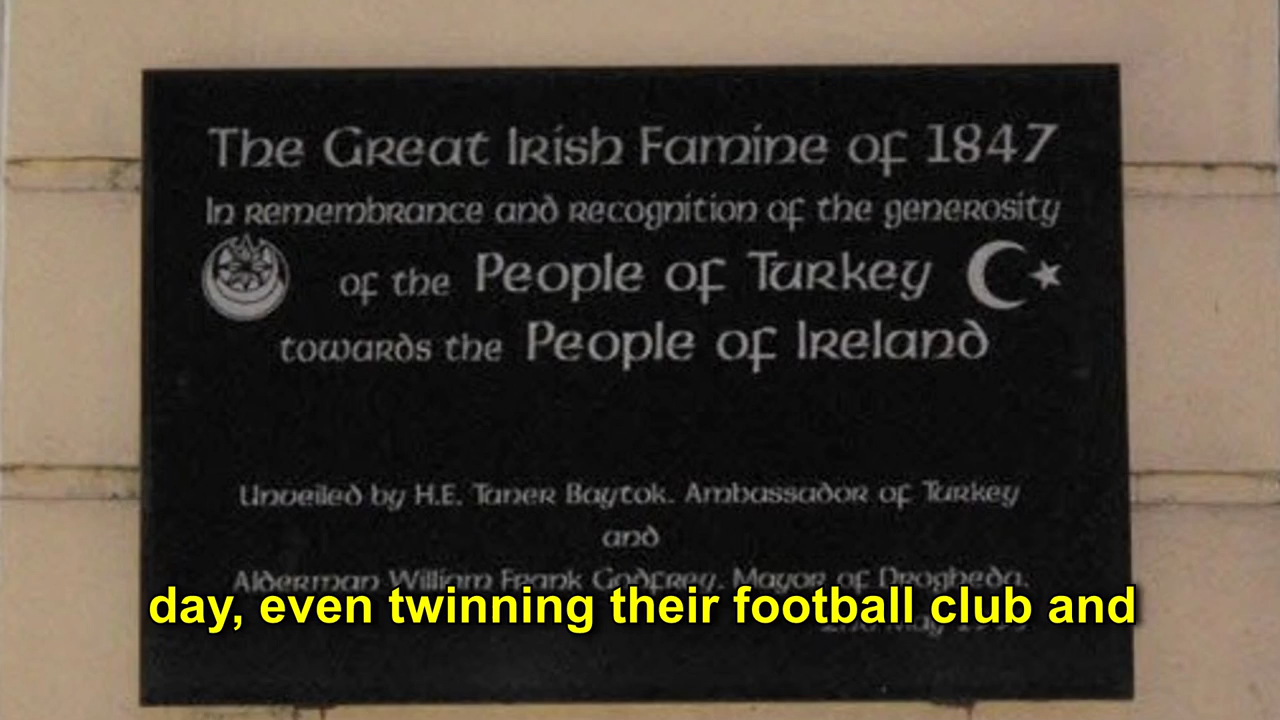 The Great Irish Famine of 1847
In remembrance and recognition of the generosity
of the People of Turkey
towards the People of Ireland
Unveiled by H.E. Taner Baytok. Ambassador of Turkey
and
Alderman William Frank Godfrey. Mayor of Drogheda.
day, even twinning their football club and